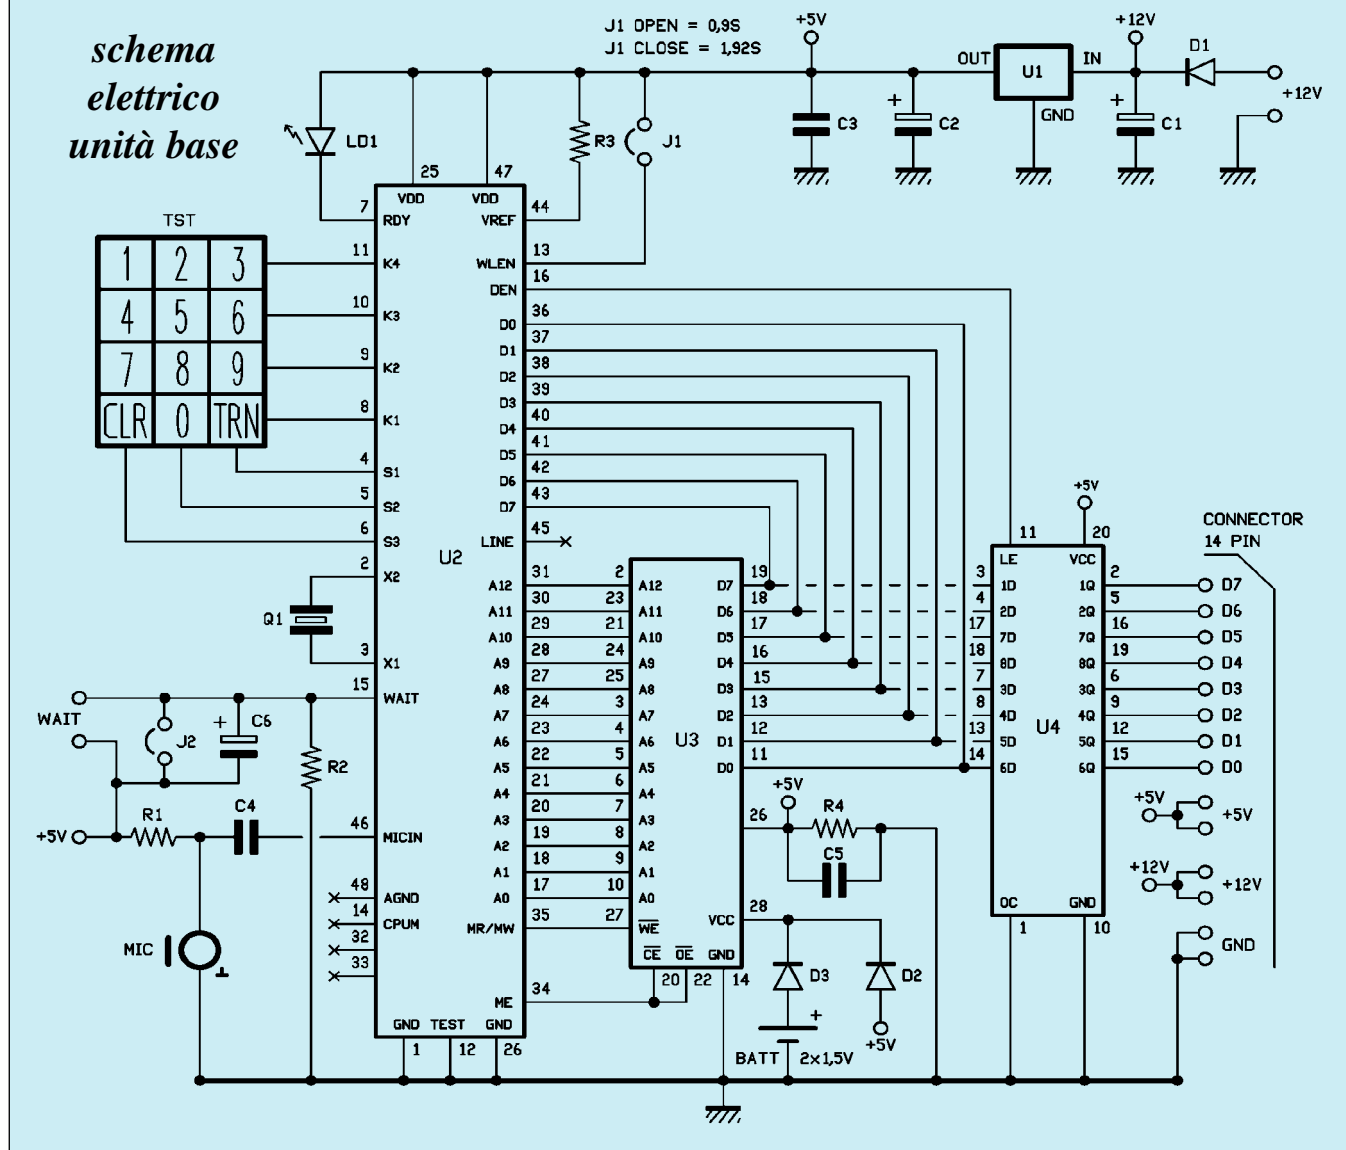 schema
elettrico
unità base
J1 OPEN = 0,9S
J1 CLOSE = 1,92S
+5V
+12V
D1
OUT
U1
IN
GND
+12V
C3
+
C2
+
C1
LD1
R3
J1
25
47
VDD
VDD
7
RDY
VREF
44
TST
1 2 3
4 5 6
7 8 9
CLR 0 TRN
11
K4
WLEN
13
DEN
16
10
K3
D0
36
D1
37
9
K2
D2
38
D3
39
8
K1
D4
40
D5
41
4
S1
D6
42
5
S2
D7
43
6
S3
LINE
45
U2
2
X2
Q1
3
X1
15
WAIT
A12 31 2 A12 D7 19
A11 30 23 A11 D6 18
A10 29 21 A10 D5 17
A9 28 24 A9 D4 16
A8 27 25 A8 D3 15
A7 24 3 A7 D2 13
A6 23 4 A6 D1 12
A5 22 5 A5 D0 11
A4 21 6 A4
A3 20 7 A3
A2 19 8 A2
A1 18 9 A1
A0 17 10 A0
MR/MW 35 27 WE
U3
26
VCC 28
CE OE GND
20 22 14
ME 34
WAIT
J2
+
C6
R2
+5V
R1
C4
46
MICIN
48
AGND
14
CPUM
32
33
MIC
GND TEST GND
1 12 26
+5V
R4
C5
D3
D2
+5V
+
BATT 2x1,5V
+5V
11 20
LE VCC
3 1D 1Q 2 D7
4 2D 2Q 5 D6
17 7D 7Q 16 D5
18 8D 8Q 19 D4
7 3D 3Q 6 D3
8 4D 4Q 9 D2
13 5D 5Q 12 D1
14 6D 6Q 15 D0
U4
OC GND
1 10
CONNECTOR
14 PIN
+5V
+5V
+12V
+12V
GND